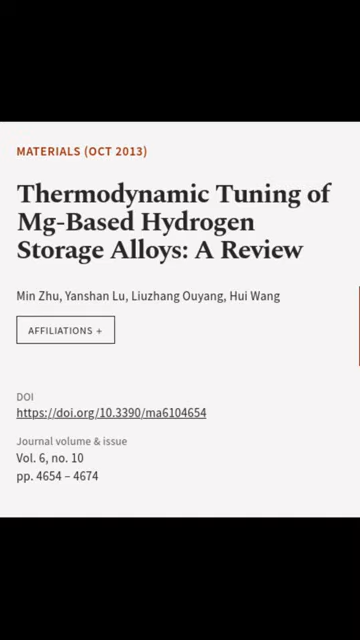 MATERIALS (OCT 2013)
Thermodynamic Tuning of
Mg-Based Hydrogen
Storage Alloys: A Review
Min Zhu, Yanshan Lu, Liuzhang Ouyang, Hui Wang
AFFILIATIONS +
DOI
https://doi.org/10.3390/ma6104654
Journal volume & issue
Vol. 6, no. 10
pp. 4654 – 4674